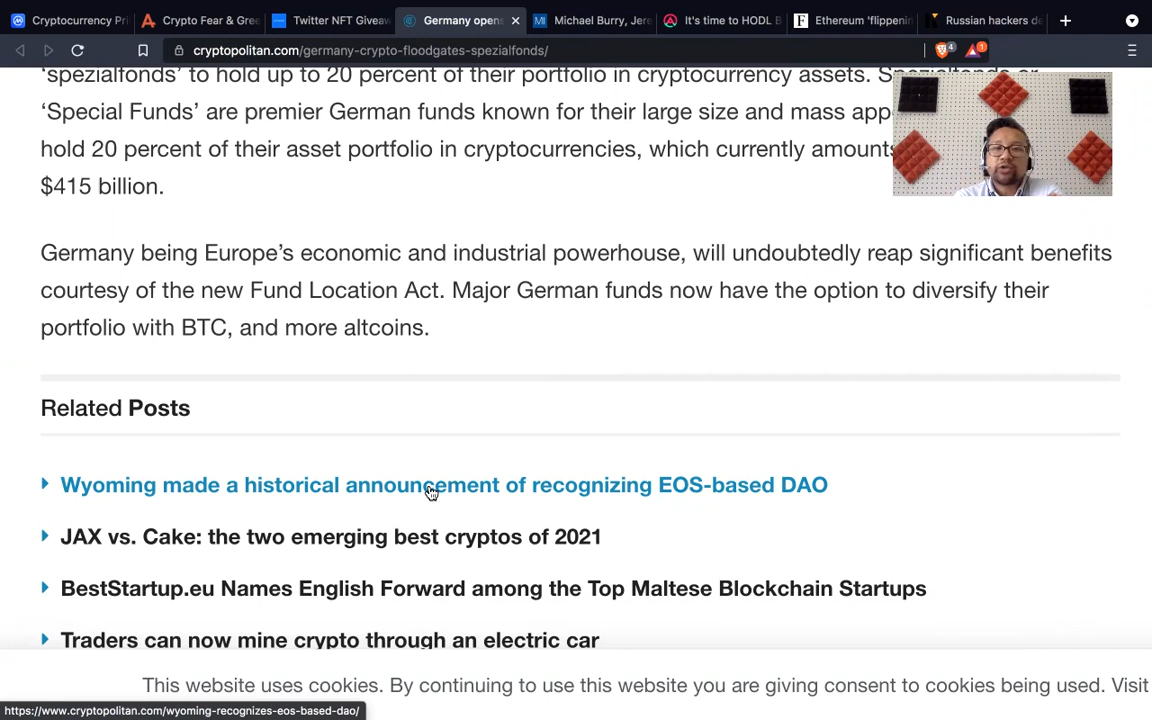 Cryptocurrency Pri
Crypto Fear & Gree
Twitter NFT Giveaw
Germany opens
Michael Burry, Jere
It's time to HODL B
Ethereum 'flippenin
Russian hackers de
cryptopolitan.com/germany-crypto-floodgates-spezialfonds/
4
1
'spezialfonds' to hold up to 20 percent of their portfolio in cryptocurrency assets.
'Special Funds' are premier German funds known for their large size and mass app
hold 20 percent of their asset portfolio in cryptocurrencies, which currently amounts
$415 billion.
Germany being Europe's economic and industrial powerhouse, will undoubtedly reap significant benefits
courtesy of the new Fund Location Act. Major German funds now have the option to diversify their
portfolio with BTC, and more altcoins.
Related Posts
Wyoming made a historical announcement of recognizing EOS-based DAO
JAX vs. Cake: the two emerging best cryptos of 2021
BestStartup.eu Names English Forward among the Top Maltese Blockchain Startups
Traders can now mine crypto through an electric car
This website uses cookies. By continuing to use this website you are giving consent to cookies being used. Visit
https://www.cryptopolitan.com/wyoming-recognizes-eos-based-dao/